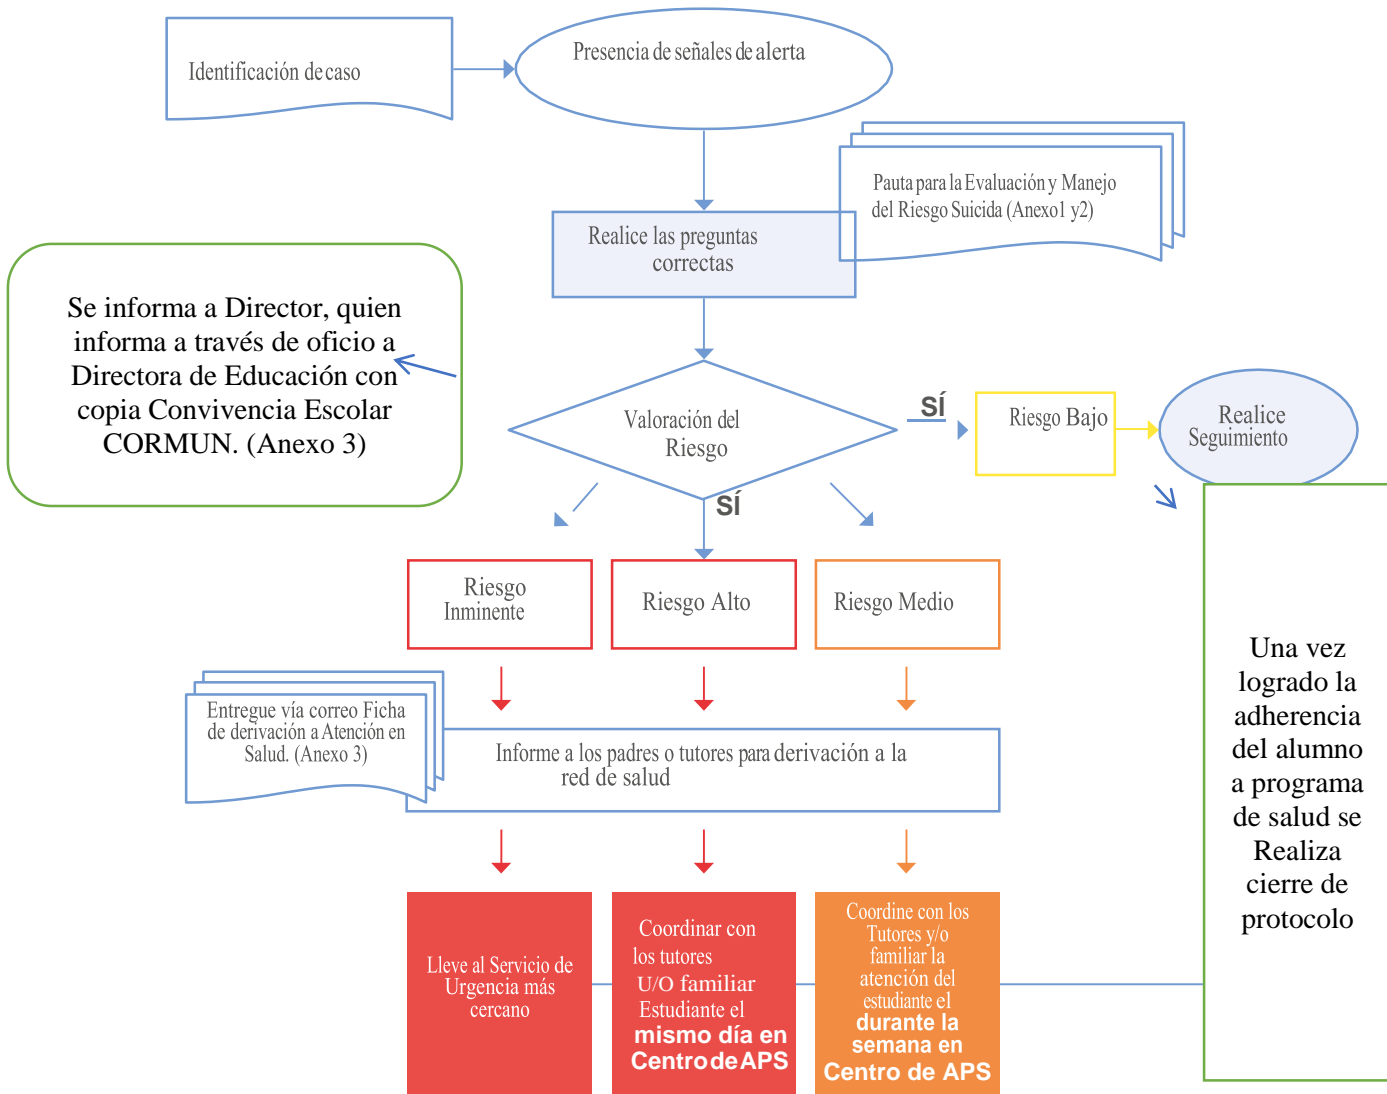 Identificación de caso
Presencia de señales de alerta
Pauta para la Evaluación y Manejo
del Riesgo Suicida (Anexo1 y2)
Realice las preguntas
correctas
Se informa a Director, quien
informa a través de oficio a
Directora de Educación con
copia Convivencia Escolar
CORMUN. (Anexo 3)
Valoración del
Riesgo
SÍ
Riesgo Bajo
Realice
Seguimiento
SÍ
Riesgo
Inminente
Riesgo Alto
Riesgo Medio
Entregue vía correo Ficha
de derivación a Atención en
Salud. (Anexo 3)
Informe a los padres o tutores para derivación a la
red de salud
Lleve al Servicio de
Urgencia más
cercano
Coordinar con
los tutores
U/O familiar
Estudiante el
mismo día en
Centro de APS
Coordine con los
Tutores y/o
familiar la
atención del
estudiante el
durante la
semana en
Centro de APS
Una vez
logrado la
adherencia
del alumno
a programa
de salud se
Realiza
cierre de
protocolo